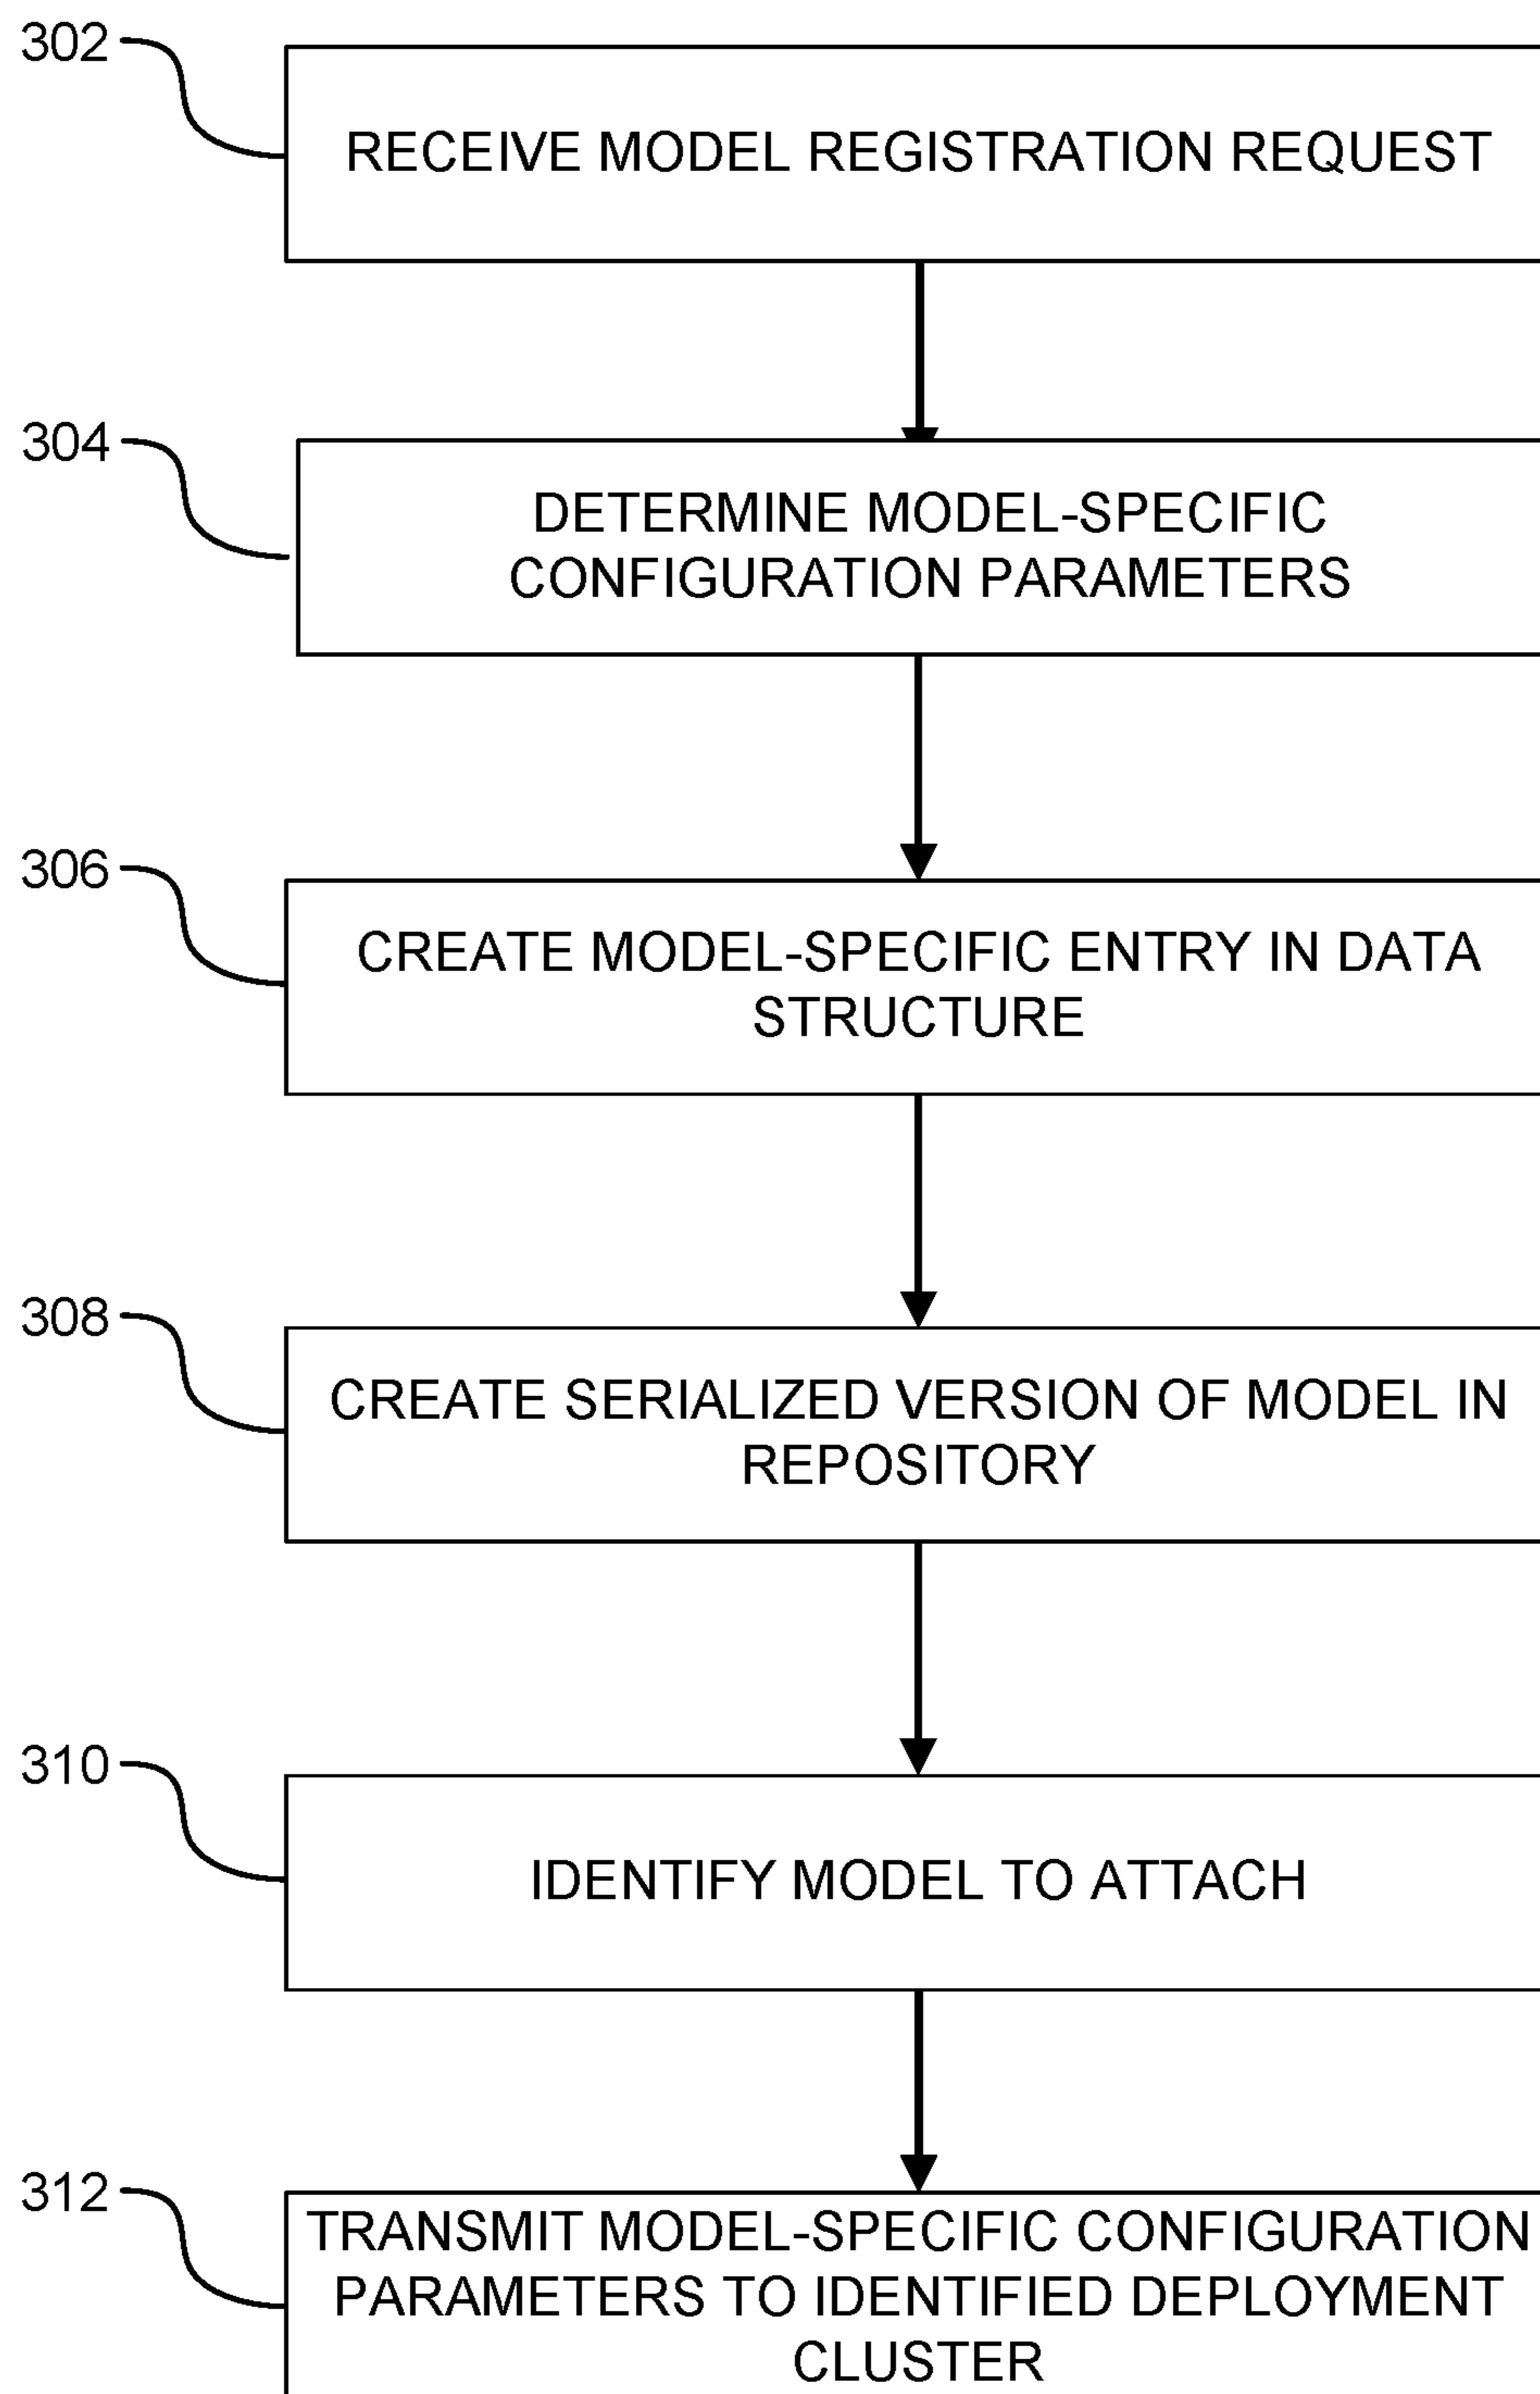 302
RECEIVE MODEL REGISTRATION REQUEST
304
DETERMINE MODEL-SPECIFIC
CONFIGURATION PARAMETERS
306
CREATE MODEL-SPECIFIC ENTRY IN DATA
STRUCTURE
308
CREATE SERIALIZED VERSION OF MODEL IN
REPOSITORY
310
IDENTIFY MODEL TO ATTACH
312
TRANSMIT MODEL-SPECIFIC CONFIGURATION
PARAMETERS TO IDENTIFIED DEPLOYMENT
CLUSTER